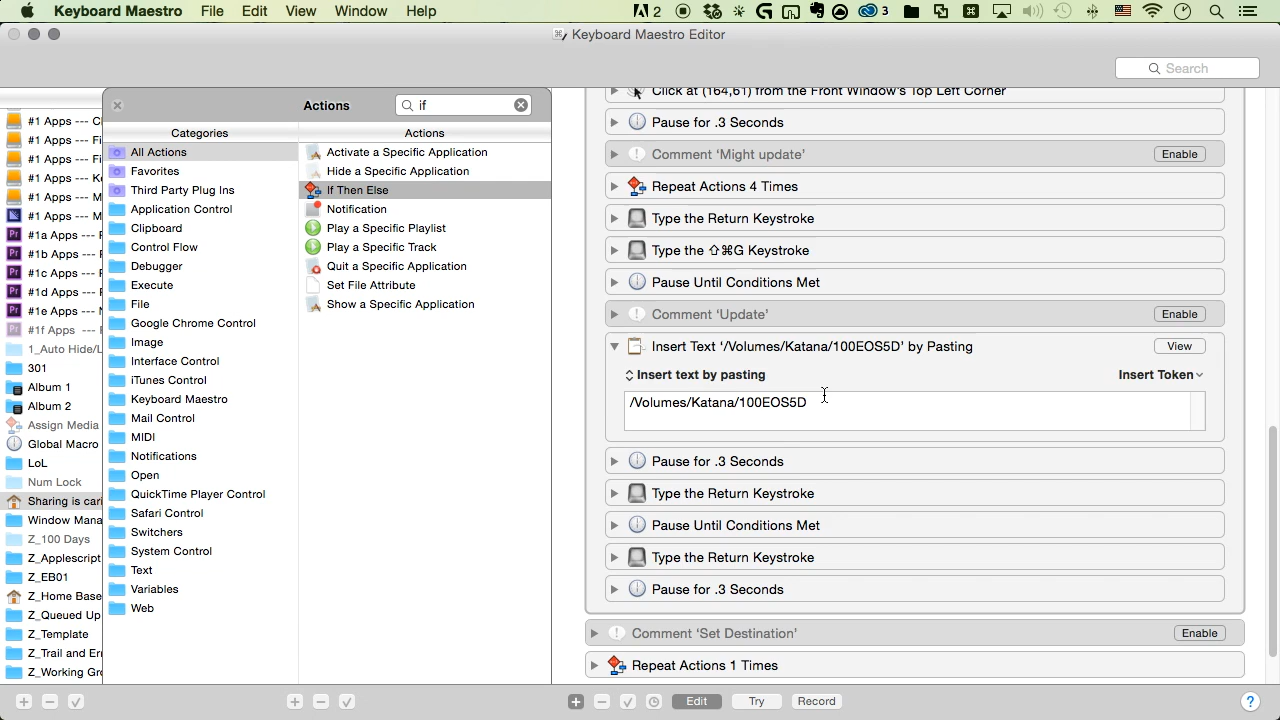 Keyboard Maestro File Edit View Window Help
2
3
Keyboard Maestro Editor
Search
Actions
if
Categories
Actions
#1 Apps ---
#1 Apps --- Fi
#1 Apps --- Fi
#1 Apps ---
#1 Apps --- M
#1 Apps --- M
#1a Apps ---
#1b Apps ---
#1c Apps ---
#1d Apps ---
#1e Apps ---
#1f Apps ---
1_Auto Hide/L
301
Album 1
Album 2
Assign Media
Global Macro
LoL
Num Lock
Sharing is cari
Window Mana
Z_100 Days
Z_Applescript
Z_EB01
Z_Home Base
Z_Queued Up
Z_Template
Z_Trail and Er
Z_Working Gr
All Actions
Favorites
Third Party Plug Ins
Application Control
Clipboard
Control Flow
Debugger
Execute
File
Google Chrome Control
Image
Interface Control
iTunes Control
Keyboard Maestro
Mail Control
MIDI
Notifications
Open
QuickTime Player Control
Safari Control
Switchers
System Control
Text
Variables
Web
Activate a Specific Application
Hide a Specific Application
If Then Else
Notification
Play a Specific Playlist
Play a Specific Track
Quit a Specific Application
Set File Attribute
Show a Specific Application
Click at (164,61) from the Front Window's Top Left Corner
Pause for .3 Seconds
Comment 'Might update' Enable
Repeat Actions 4 Times
Type the Return Keystroke
Type the ⇧⌘G Keystroke
Pause Until Conditions Met
Comment 'Update' Enable
Insert Text '/Volumes/Katana/100EOS5D' by Pasting View
Insert text by pasting Insert Token
/Volumes/Katana/100EOS5D
Pause for .3 Seconds
Type the Return Keystroke
Pause Until Conditions Met
Type the Return Keystroke
Pause for .3 Seconds
Comment 'Set Destination' Enable
Repeat Actions 1 Times
Edit Try Record
?